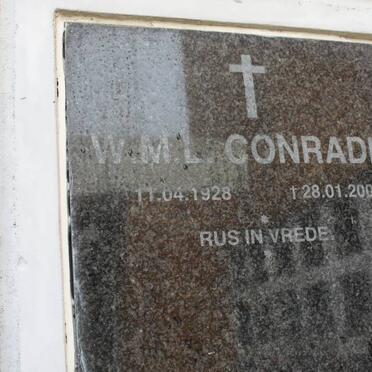 W.M.L. CONRADI
11.04.1928 †28.01.200
RUS IN VREDE.